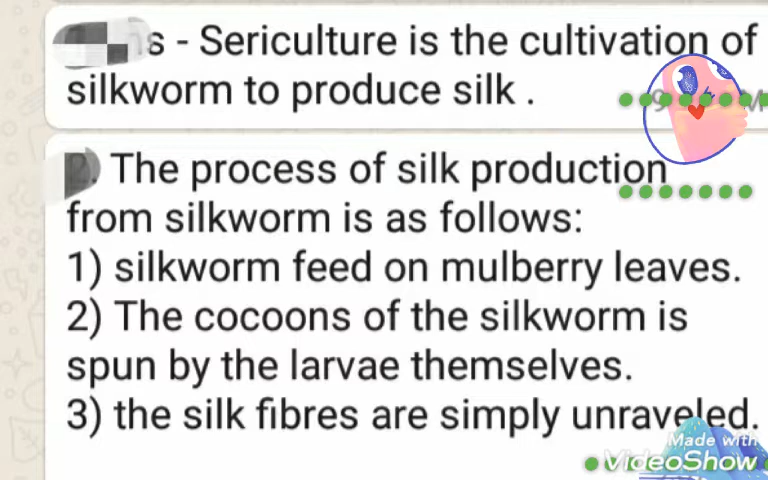 s - Sericulture is the cultivation of
silkworm to produce silk .
The process of silk production
from silkworm is as follows:
1) silkworm feed on mulberry leaves.
2) The cocoons of the silkworm is
spun by the larvae themselves.
3) the silk fibres are simply unraveled.
Made with
VideoShow